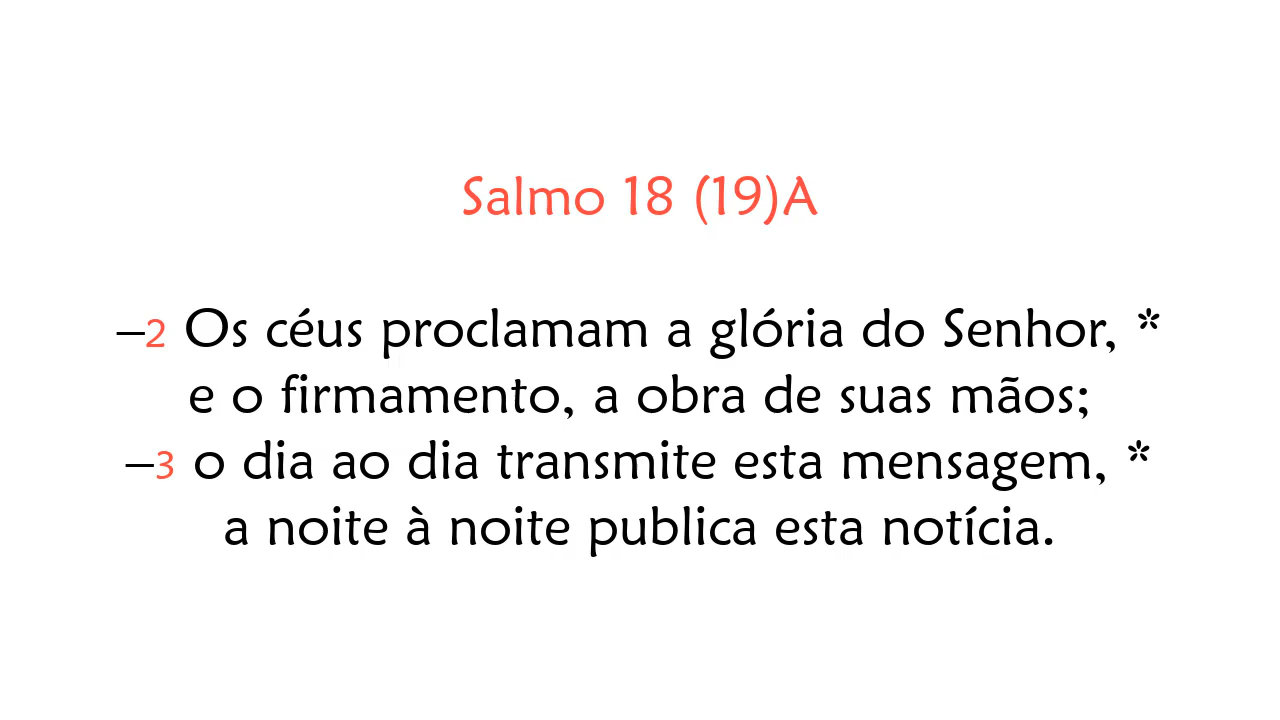 Salmo 18 (19)A
–2 Os céus proclamam a glória do Senhor, *
e o firmamento, a obra de suas mãos;
–3 o dia ao dia transmite esta mensagem, *
a noite à noite publica esta notícia.